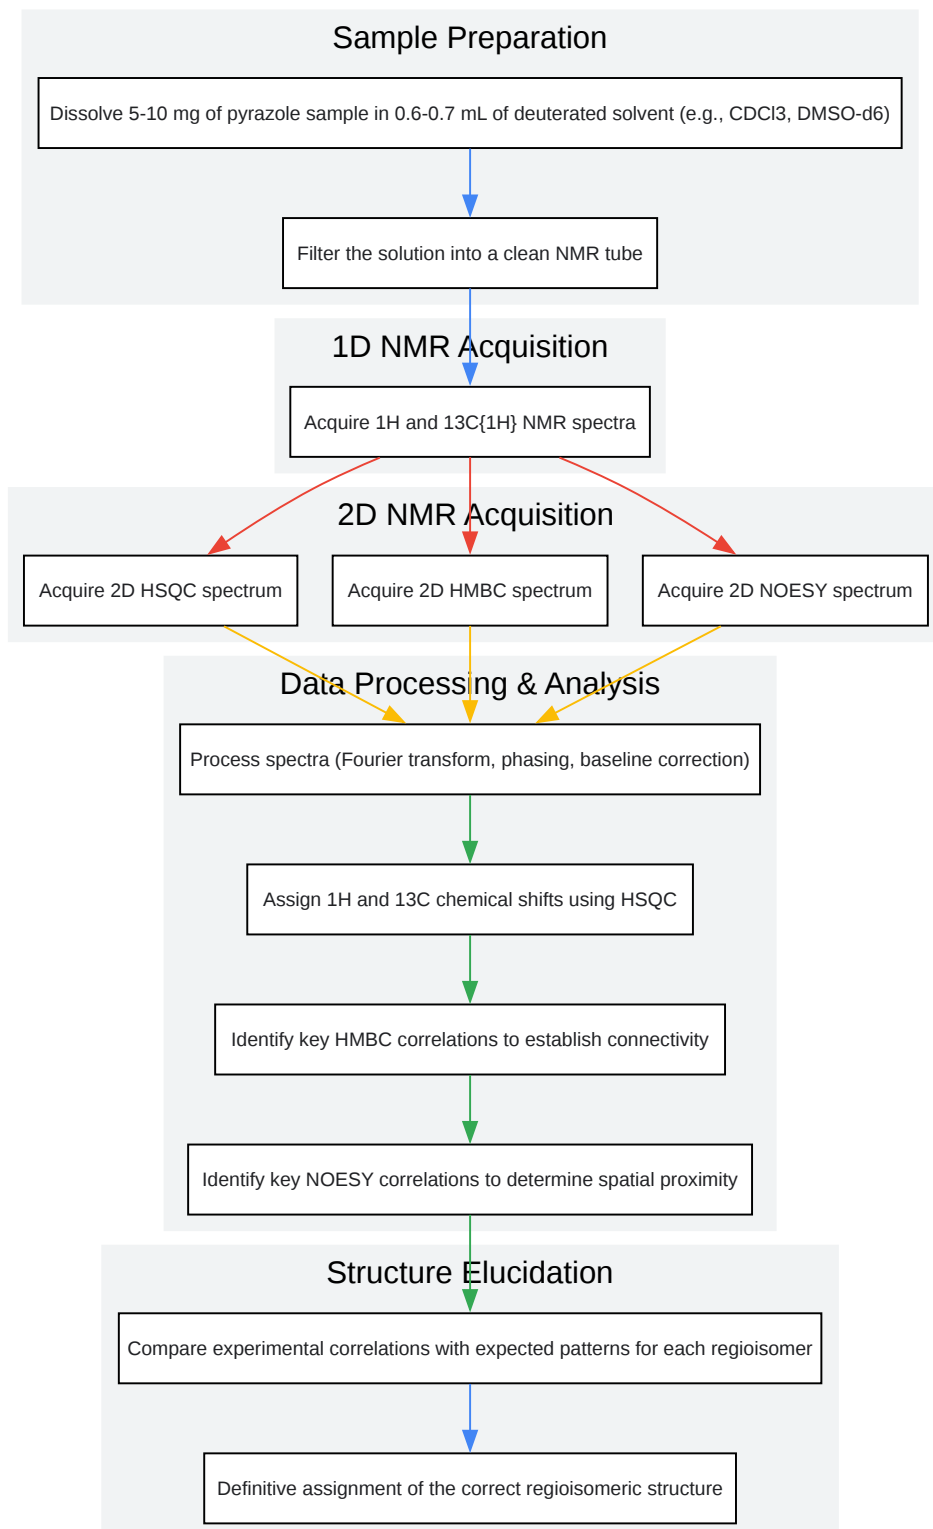 Sample Preparation
Dissolve 5-10 mg of pyrazole sample in 0.6-0.7 mL of deuterated solvent (e.g., CDCl3, DMSO-d6)
Filter the solution into a clean NMR tube
1D NMR Acquisition
Acquire 1H and 13C{1H} NMR spectra
2D NMR Acquisition
Acquire 2D HSQC spectrum
Acquire 2D HMBC spectrum
Acquire 2D NOESY spectrum
Data Processing & Analysis
Process spectra (Fourier transform, phasing, baseline correction)
Assign 1H and 13C chemical shifts using HSQC
Identify key HMBC correlations to establish connectivity
Identify key NOESY correlations to determine spatial proximity
Structure Elucidation
Compare experimental correlations with expected patterns for each regioisomer
Definitive assignment of the correct regioisomeric structure